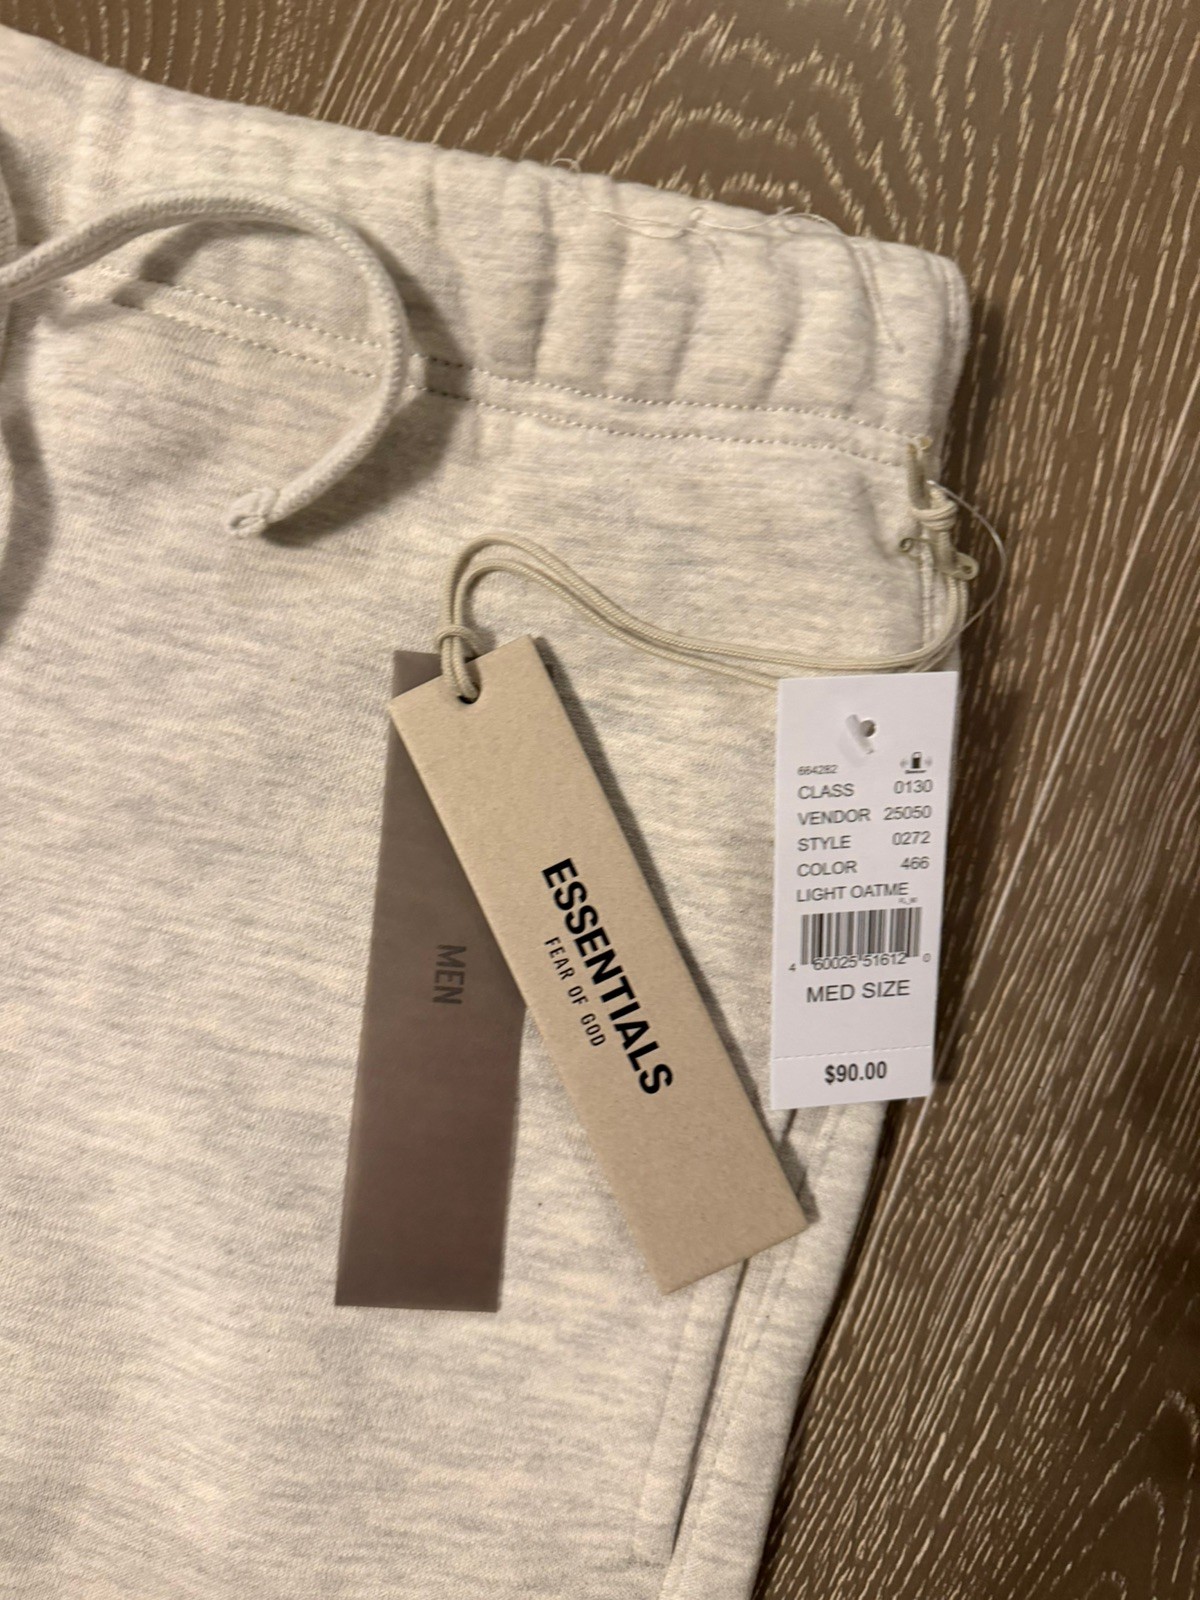 MEN
ESSENTIALS
FEAR OF GOD
664282
CLASS 0130
VENDOR 25050
STYLE 0272
COLOR 466
LIGHT OATME
4 60025 51612 0
MED SIZE
$90.00